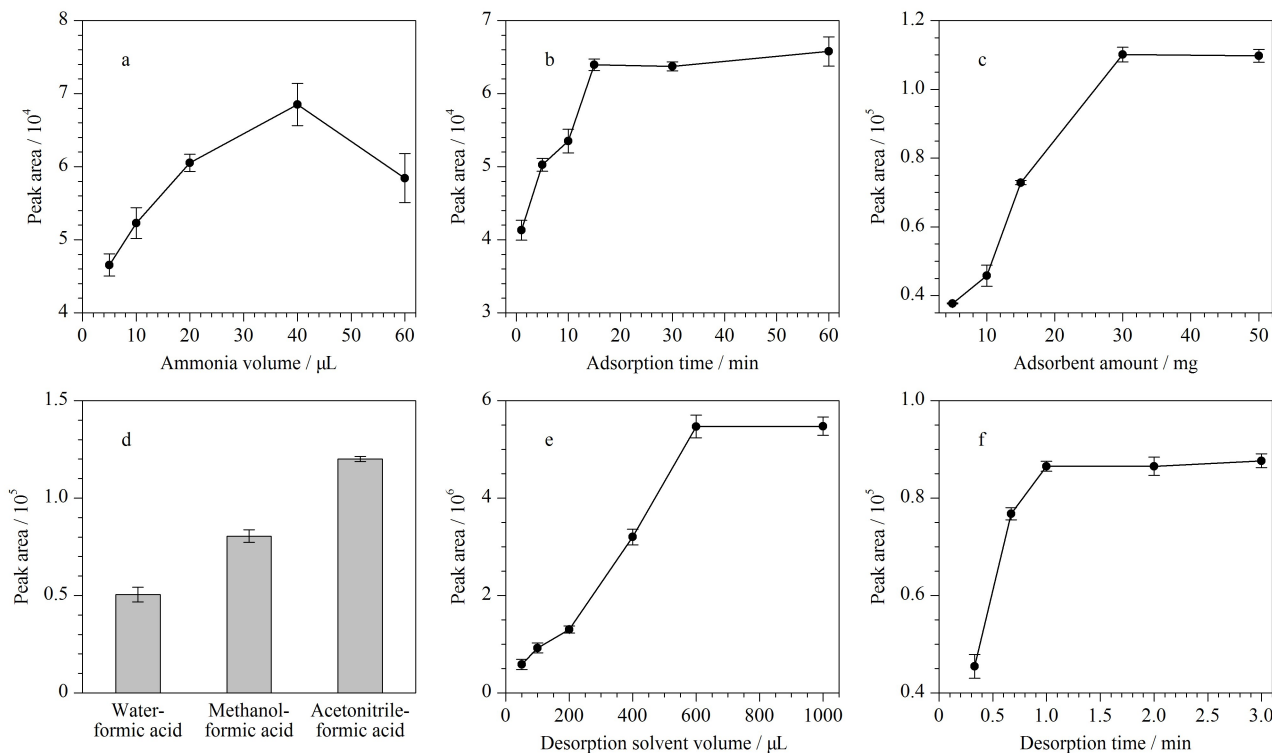 a
8
7
6
5
4
Peak area / 10⁴
0 10 20 30 40 50 60
Ammonia volume / μL
b
7
6
5
4
3
Peak area / 10⁴
0 10 20 30 40 50 60
Adsorption time / min
c
1.2
1.0
0.8
0.6
0.4
Peak area / 10⁵
10 20 30 40 50
Adsorbent amount / mg
d
1.5
1.0
0.5
0
Peak area / 10⁵
Water-
formic acid
Methanol-
formic acid
Acetonitrile-
formic acid
e
6
4
2
0
Peak area / 10⁶
0 200 400 600 800 1000
Desorption solvent volume / μL
f
1.0
0.8
0.6
0.4
Peak area / 10⁵
0 0.5 1.0 1.5 2.0 2.5 3.0
Desorption time / min